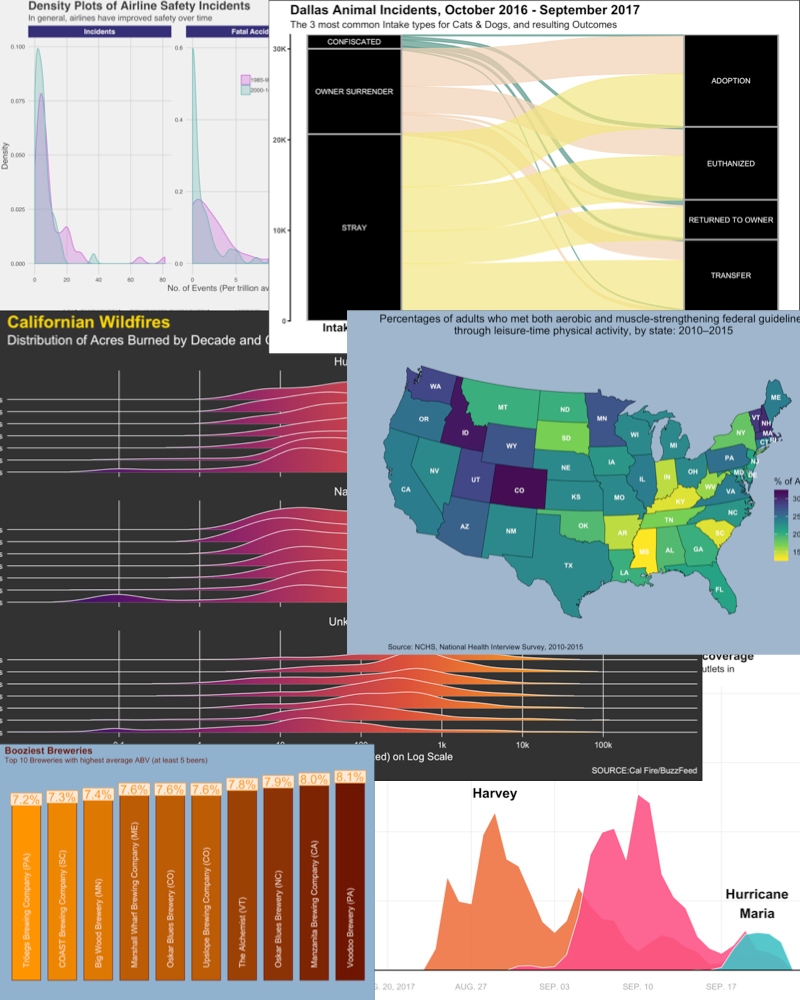 Density Plots of Airline Safety Incidents
In general, airlines have improved safety over time
Incidents
Fatal Accid
0.100
0.075
0.050
0.025
0.000
0.6
0.4
0.2
0.0
Density
1985-9
2000-1
0 20 40 60 80
0 5
No. of Events (Per trillion av
Dallas Animal Incidents, October 2016 - September 2017
The 3 most common Intake types for Cats & Dogs, and resulting Outcomes
30K
20K
10K
0
CONFISCATED
OWNER SURRENDER
STRAY
ADOPTION
EUTHANIZED
RETURNED TO OWNER
TRANSFER
Intak
Californian Wildfires
Distribution of Acres Burned by Decade and C
Hu
Na
Unk
1k
10k
100k
ed) on Log Scale
SOURCE:Cal Fire/BuzzFeed
Percentages of adults who met both aerobic and muscle-strengthening federal guideline
through leisure-time physical activity, by state: 2010–2015
WA
OR
CA
NV
ID
MT
WY
UT
AZ
CO
NM
ND
SD
NE
KS
OK
TX
MN
IA
MO
AR
LA
WI
IL
MI
IN
OH
KY
TN
MS
AL
GA
FL
SC
NC
VA
WV
PA
NY
ME
VT
NH
MA
CT
NJ
MD
DE
% of A
30
25
20
15
Source: NCHS, National Health Interview Survey, 2010-2015
coverage
utlets in
Booziest Breweries
Top 10 Breweries with highest average ABV (at least 5 beers)
7.2%
7.3%
7.4%
7.6%
7.6%
7.6%
7.8%
7.9%
8.0%
8.1%
Tröegs Brewing Company (PA)
COAST Brewing Company (SC)
Big Wood Brewery (MN)
Marshall Wharf Brewing Company (ME)
Oskar Blues Brewery (CO)
Upslope Brewing Company (CO)
The Alchemist (VT)
Oskar Blues Brewery (NC)
Manzanita Brewing Company (CA)
Voodoo Brewery (PA)
Harvey
Hurricane
Maria
G. 20, 2017
AUG. 27
SEP. 03
SEP. 10
SEP. 17